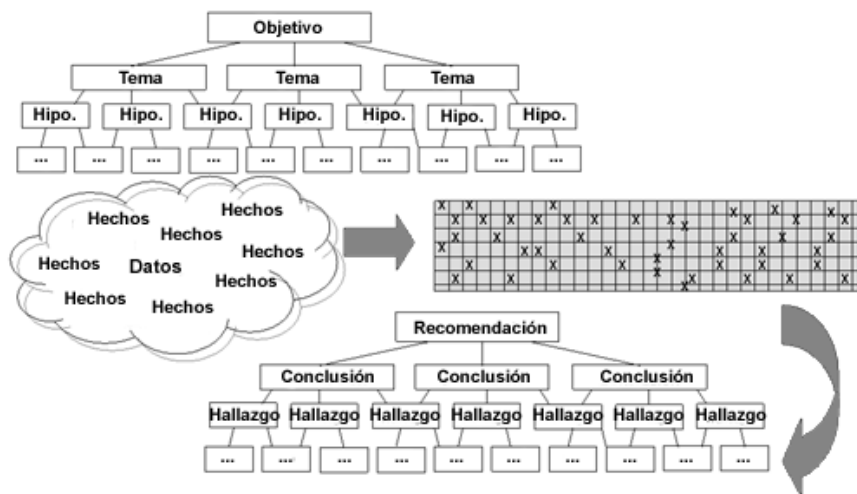 Objetivo
Tema Tema Tema
Hipo. Hipo. Hipo. Hipo. Hipo. Hipo. Hipo.
... ... ... ... ... ... ... ... ... ...
Hechos
Hechos
Hechos
Hechos
Hechos Datos
Hechos
Hechos
Hechos
Recomendación
Conclusión Conclusión Conclusión
Hallazgo Hallazgo Hallazgo Hallazgo Hallazgo Hallazgo Hallazgo
... ... ... ... ... ... ... ... ... ...